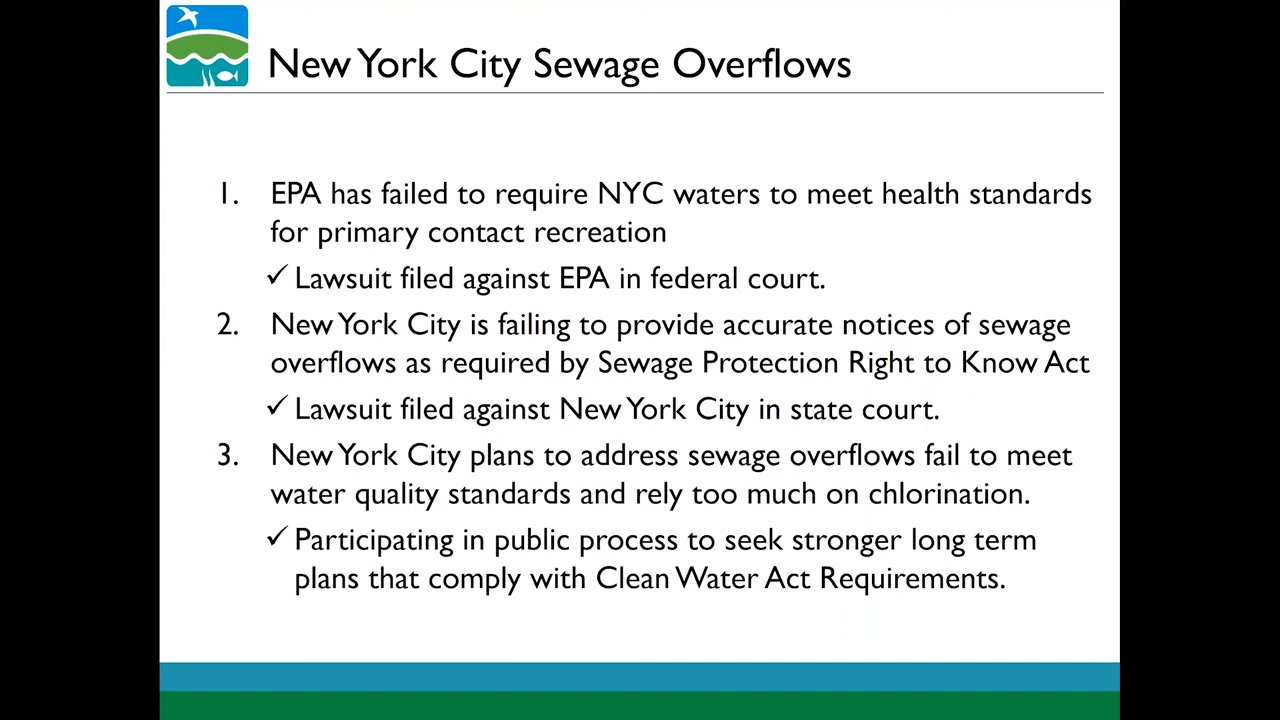 New York City Sewage Overflows
1. EPA has failed to require NYC waters to meet health standards
for primary contact recreation
✓ Lawsuit filed against EPA in federal court.
2. New York City is failing to provide accurate notices of sewage
overflows as required by Sewage Protection Right to Know Act
✓ Lawsuit filed against New York City in state court.
3. New York City plans to address sewage overflows fail to meet
water quality standards and rely too much on chlorination.
✓ Participating in public process to seek stronger long term
plans that comply with Clean Water Act Requirements.